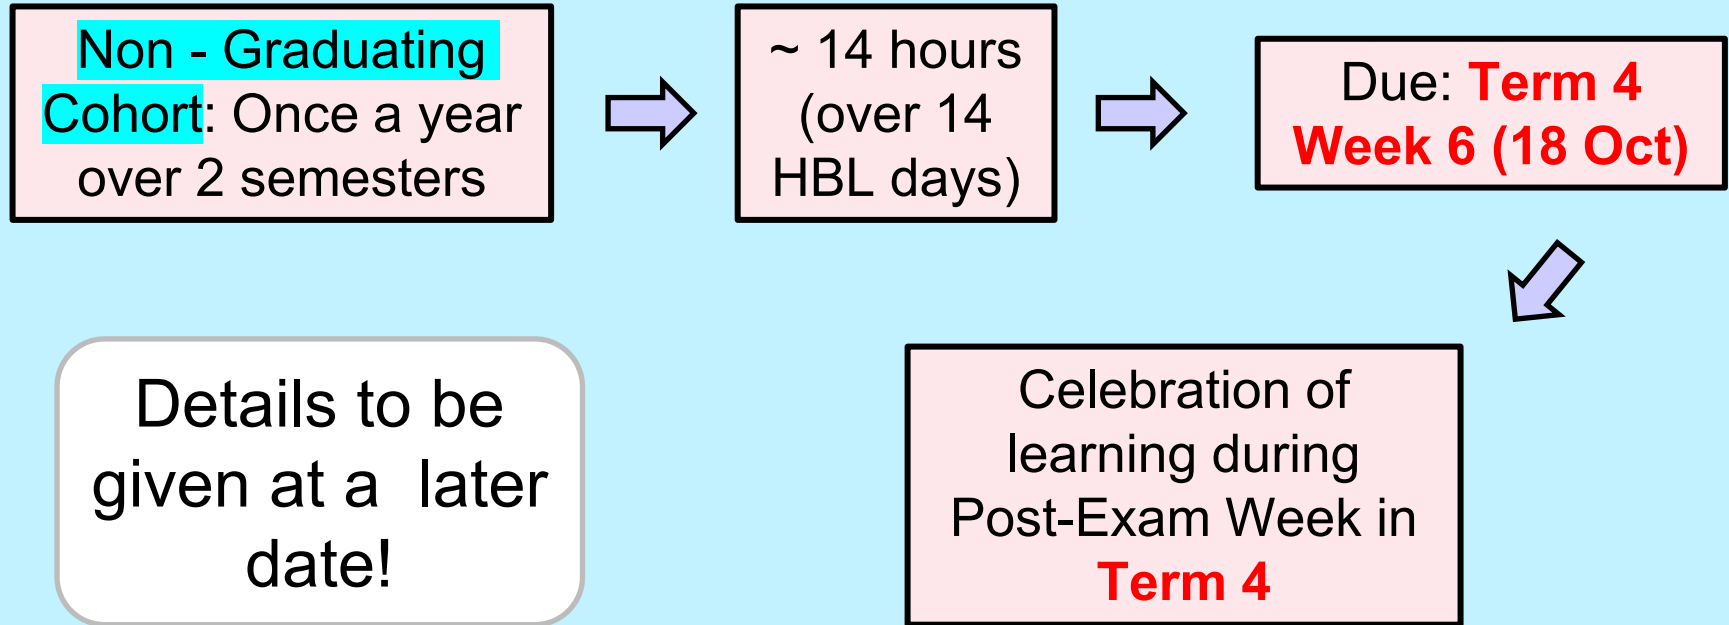 Non - Graduating
Cohort: Once a year
over 2 semesters
~ 14 hours
(over 14
HBL days)
Due: Term 4
Week 6 (18 Oct)
Details to be
given at a  later
date!
Celebration of
learning during
Post-Exam Week in
Term 4